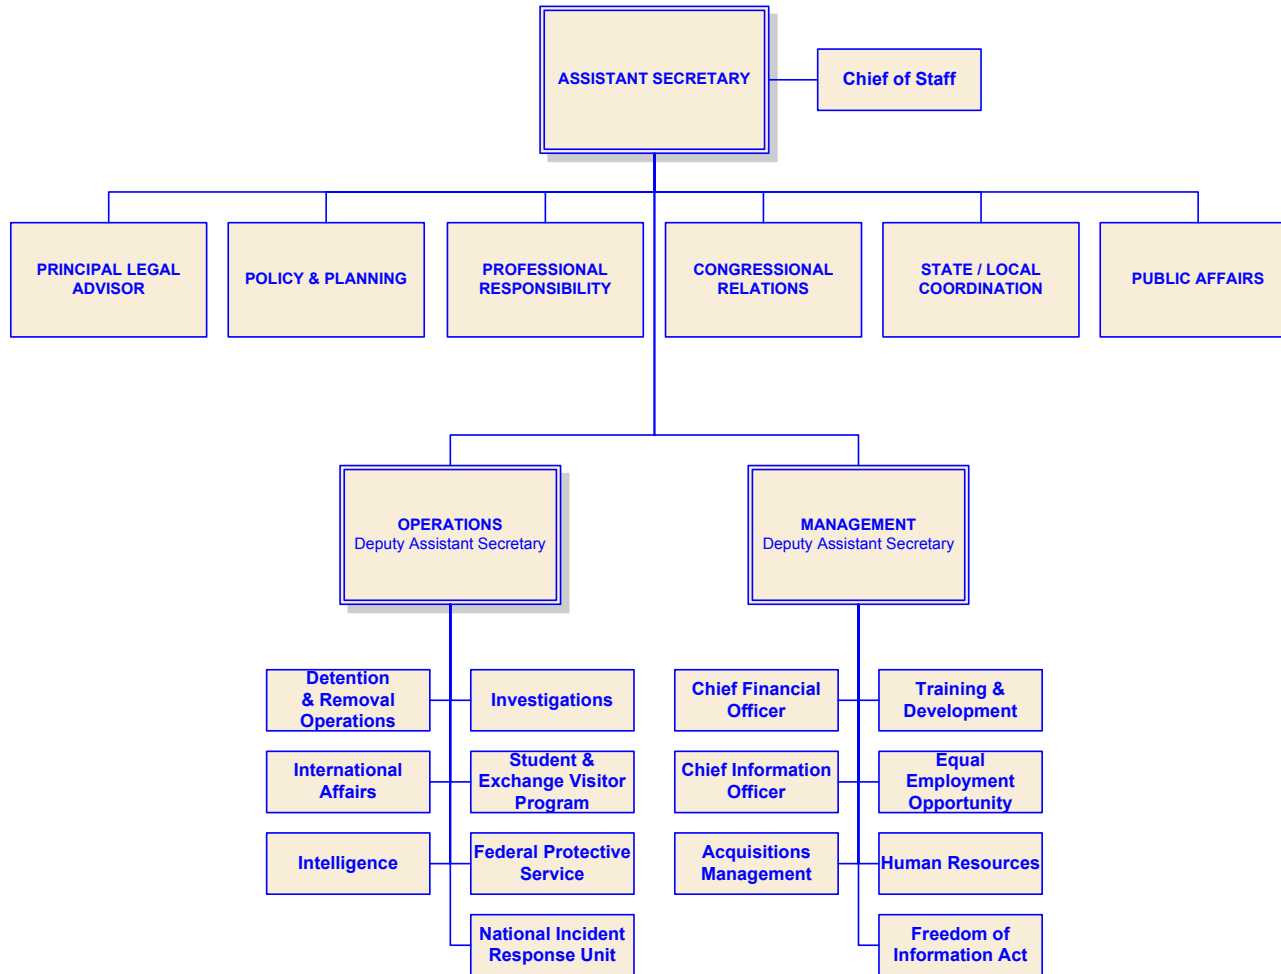 ASSISTANT SECRETARY
Chief of Staff
PRINCIPAL LEGAL
ADVISOR
POLICY & PLANNING
PROFESSIONAL
RESPONSIBILITY
CONGRESSIONAL
RELATIONS
STATE / LOCAL
COORDINATION
PUBLIC AFFAIRS
OPERATIONS
Deputy Assistant Secretary
MANAGEMENT
Deputy Assistant Secretary
Detention
& Removal
Operations
Investigations
Chief Financial
Officer
Training &
Development
International
Affairs
Student &
Exchange Visitor
Program
Chief Information
Officer
Equal
Employment
Opportunity
Intelligence
Federal Protective
Service
Acquisitions
Management
Human Resources
National Incident
Response Unit
Freedom of
Information Act